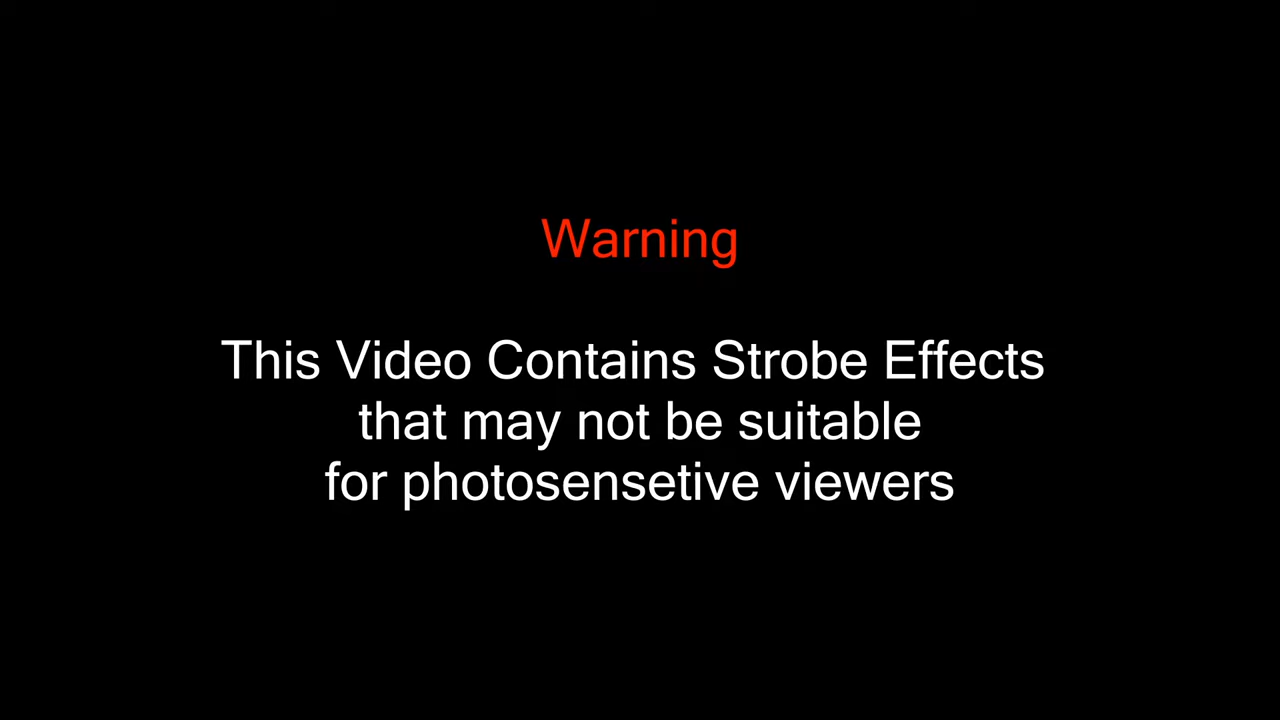 Warning
This Video Contains Strobe Effects
that may not be suitable
for photosensetive viewers